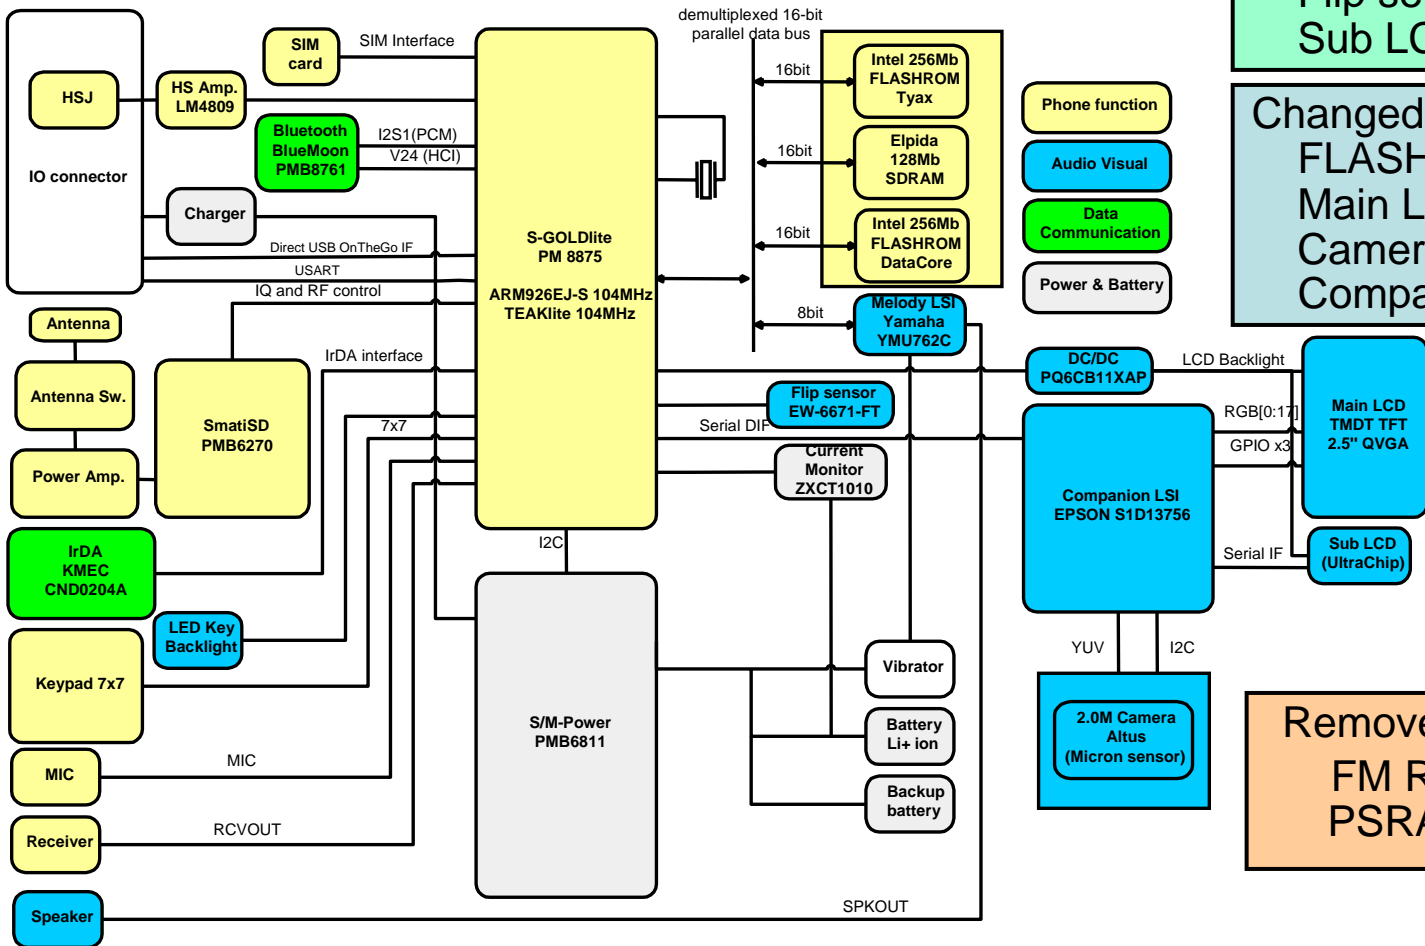 SIM
card
SIM Interface
demultiplexed 16-bit
parallel data bus
Sub LC
HSJ
HS Amp.
LM4809
IO connector
Bluetooth
BlueMoon
PMB8761
I2S1(PCM)
V24 (HCI)
Charger
Direct USB OnTheGo IF
USART
IQ and RF control
S-GOLDlite
PM 8875
ARM926EJ-S 104MHz
TEAKlite 104MHz
16bit
Intel 256Mb
FLASHROM
Tyax
16bit
Elpida
128Mb
SDRAM
16bit
Intel 256Mb
FLASHROM
DataCore
8bit
Melody LSI
Yamaha
YMU762C
Phone function
Audio Visual
Data
Communication
Power & Battery
Changed
FLASH
Main L
Camer
Compa
Antenna
Antenna Sw.
Power Amp.
SmatiSD
PMB6270
IrDA interface
7x7
Flip sensor
EW-6671-FT
Serial DIF
Current
Monitor
ZXCT1010
DC/DC
PQ6CB11XAP
LCD Backlight
RGB[0:17]
GPIO x3
Main LCD
TMDT TFT
2.5" QVGA
Companion LSI
EPSON S1D13756
Serial IF
Sub LCD
(UltraChip)
IrDA
KMEC
CND0204A
I2C
LED Key
Backlight
Keypad 7x7
S/M-Power
PMB6811
Vibrator
Battery
Li+ ion
Backup
battery
YUV
I2C
2.0M Camera
Altus
(Micron sensor)
Remove
FM R
PSRA
MIC
MIC
Receiver
RCVOUT
Speaker
SPKOUT